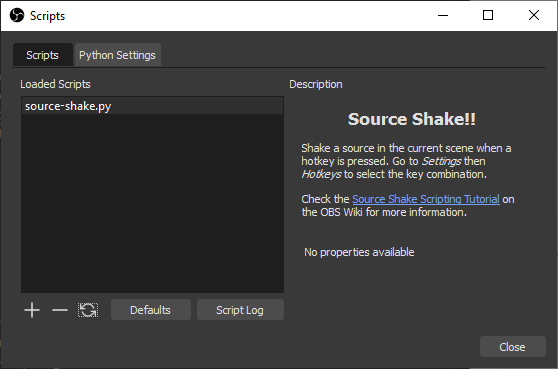 Scripts
Scripts
Python Settings
Loaded Scripts
source-shake.py
Defaults
Script Log
Description
Source Shake!!
Shake a source in the current scene when a
hotkey is pressed. Go to Settings then
Hotkeys to select the key combination.
Check the Source Shake Scripting Tutorial on
the OBS Wiki for more information.
No properties available
Close